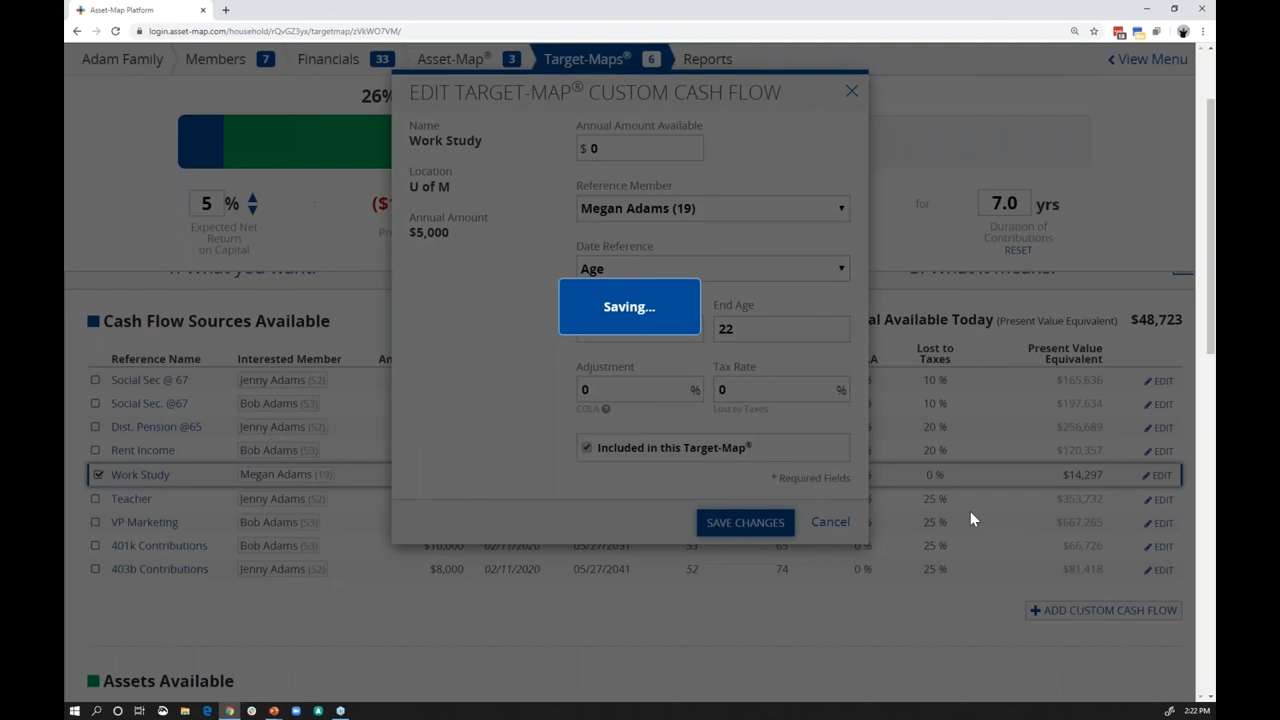 Asset-Map Platform
login.asset-map.com/household/rQvGZ3yx/targetmap/zVkWO7VM/
Adam Family Members 7 Financials 33 Asset-Map® 3 Target-Maps® 6 Reports View Menu
26%
EDIT TARGET-MAP® CUSTOM CASH FLOW
Name
Work Study
Location
U of M
Annual Amount
$5,000
Annual Amount Available
$ 0
Reference Member
Megan Adams (19)
Date Reference
Age
Saving...
End Age
22
Adjustment Tax Rate
0 % 0 %
COLA Lost to Taxes
Included in this Target-Map®
* Required Fields
SAVE CHANGES Cancel
5 %
Expected Net
Return
on Capital
for 7.0 yrs
Duration of
Contributions
RESET
Cash Flow Sources Available
Available Today (Present Value Equivalent) $48,723
Reference Name Interested Member Lost to Taxes Present Value Equivalent
Social Sec @ 67 Jenny Adams (52) 10 % $165,636 EDIT
Social Sec. @67 Bob Adams (53) 10 % $197,634 EDIT
Dist. Pension @65 Jenny Adams (52) 20 % $256,689 EDIT
Rent Income Bob Adams (53) 20 % $120,357 EDIT
Work Study Megan Adams (19) 0 % $14,297 EDIT
Teacher Jenny Adams (52) 25 % $353,732 EDIT
VP Marketing Bob Adams (53) 25 % $667,265 EDIT
401k Contributions Bob Adams (53) $10,000 02/11/2020 05/27/2031 53 65 0 % 25 % $66,726 EDIT
403b Contributions Jenny Adams (52) $8,000 02/11/2020 05/27/2041 52 74 0 % 25 % $81,418 EDIT
ADD CUSTOM CASH FLOW
Assets Available
2:22 PM